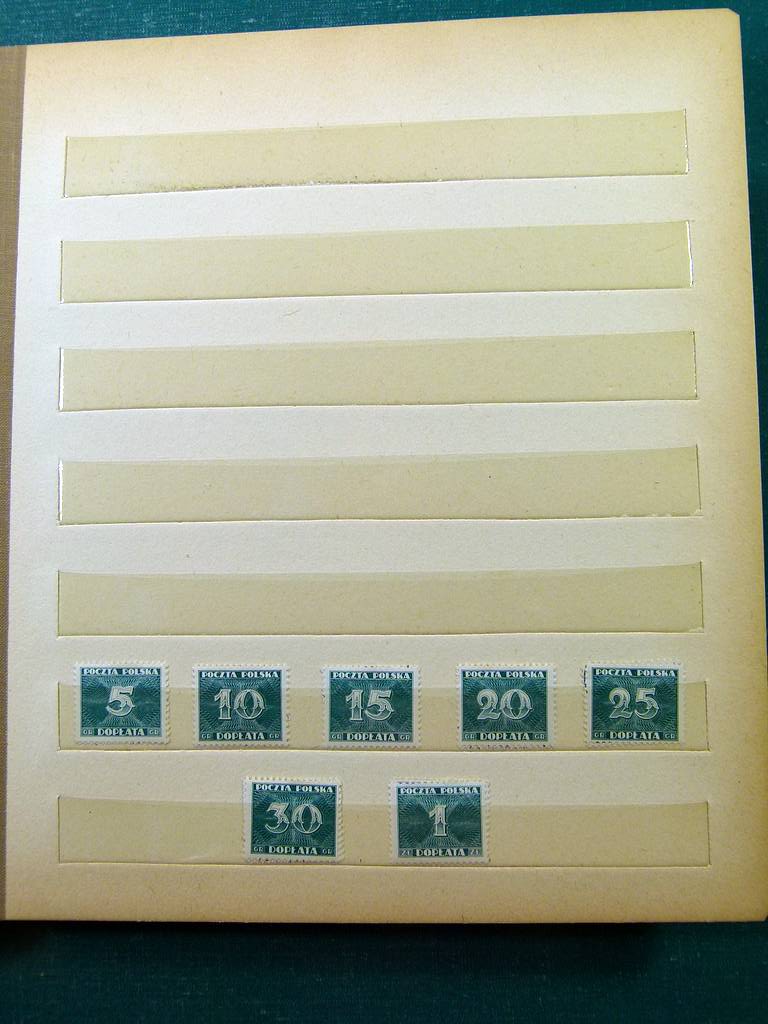 POCZTA POLSKA
5
GR DOPŁATA GR
POCZTA POLSKA
10
GR DOPŁATA GR
POCZTA POLSKA
15
GR DOPŁATA GR
POCZTA POLSKA
20
GR DOPŁATA GR
POCZTA POLSKA
25
GR DOPŁATA GR
POCZTA POLSKA
30
GR DOPŁATA GR
POCZTA POLSKA
1
ZŁ DOPŁATA ZŁ